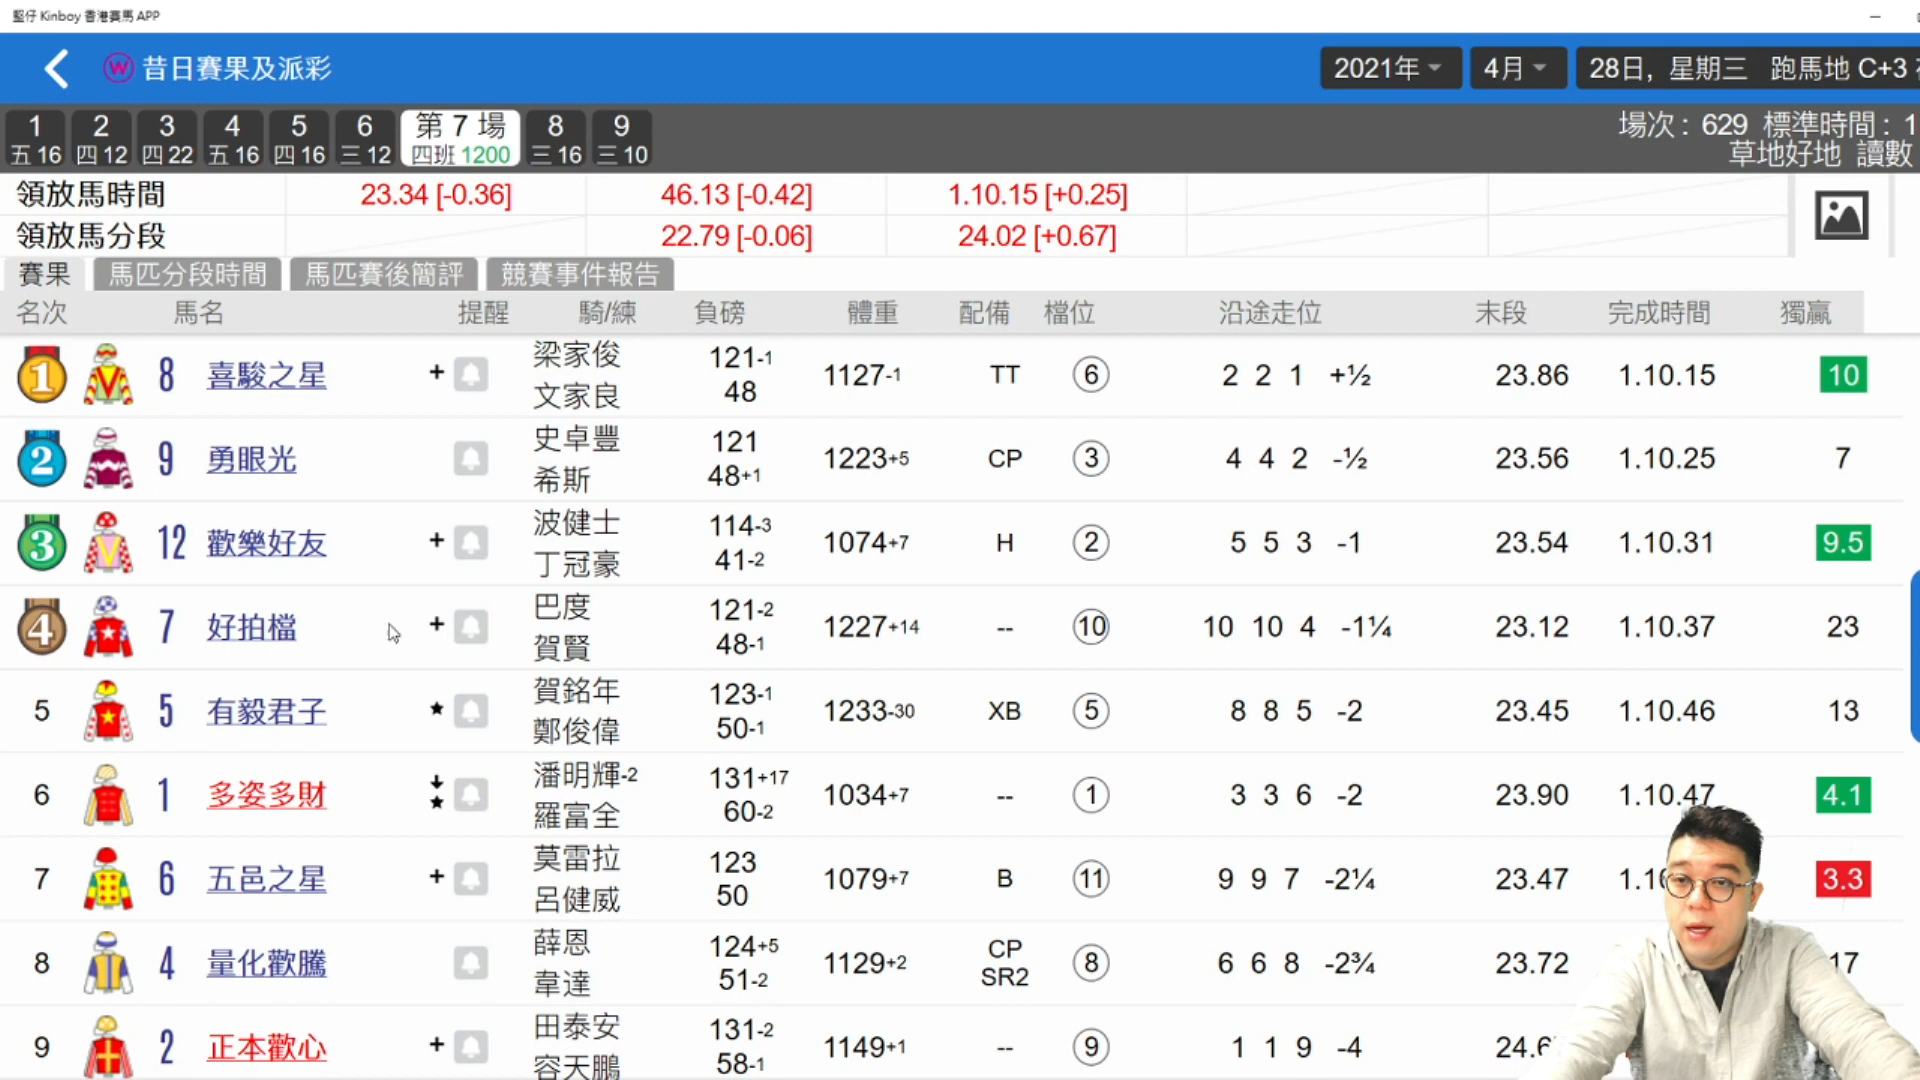 堅仔 Kinboy 香港賽馬 APP
昔日賽果及派彩 2021年 4月 28日, 星期三 跑馬地 C+3
1 2 3 4 5 6 第 7 場 8 9
五 16 四 12 四 22 五 16 四 16 三 12 四班 1200 三 16 三 10
場次 : 629 標準時間 : 1
草地好地 讀數
領放馬時間 23.34 [-0.36] 46.13 [-0.42] 1.10.15 [+0.25]
領放馬分段 22.79 [-0.06] 24.02 [+0.67]
賽果 馬匹分段時間 馬匹賽後簡評 競賽事件報告
名次 馬名 提醒 騎/練 負磅 體重 配備 檔位 沿途走位 末段 完成時間 獨贏
1 8 喜駿之星 + 梁家俊 121-1 1127-1 TT 6 2 2 1 +½ 23.86 1.10.15 10
文家良 48
2 9 勇眼光 史卓豐 121 1223+5 CP 3 4 4 2 -½ 23.56 1.10.25 7
希斯 48+1
3 12 歡樂好友 + 波健士 114-3 1074+7 H 2 5 5 3 -1 23.54 1.10.31 9.5
丁冠豪 41-2
4 7 好拍檔 + 巴度 121-2 1227+14 -- 10 10 10 4 -1¼ 23.12 1.10.37 23
賀賢 48-1
5 5 有毅君子 ★ 賀銘年 123-1 1233-30 XB 5 8 8 5 -2 23.45 1.10.46 13
鄭俊偉 50-1
6 1 多姿多財 ↓ ★ 潘明輝-2 131+17 1034+7 -- 1 3 3 6 -2 23.90 1.10.47 4.1
羅富全 60-2
7 6 五邑之星 + 莫雷拉 123 1079+7 B 11 9 9 7 -2¼ 23.47 3.3
呂健威 50
8 4 量化歡騰 薛恩 124+5 1129+2 CP 8 6 6 8 -2¾ 23.72 17
韋達 51-2 SR2
9 2 正本歡心 + 田泰安 131-2 1149+1 -- 9 1 1 9 -4
容天鵬 58-1